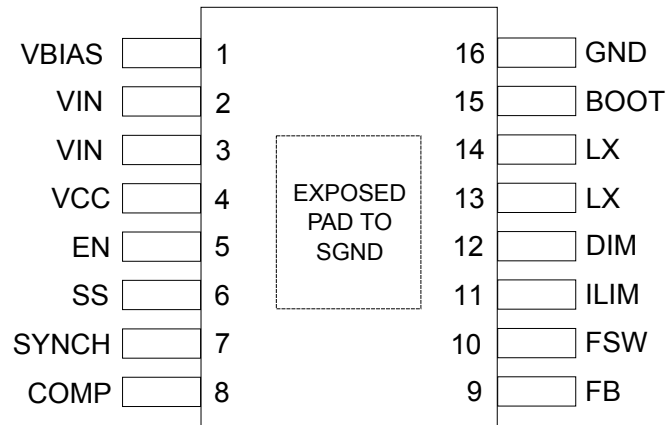 VBIAS 1 16 GND
VIN 2 15 BOOT
VIN 3 14 LX
VCC 4 13 LX
EN 5 12 DIM
SS 6 11 ILIM
SYNCH 7 10 FSW
COMP 8 9 FB
EXPOSED
PAD TO
SGND